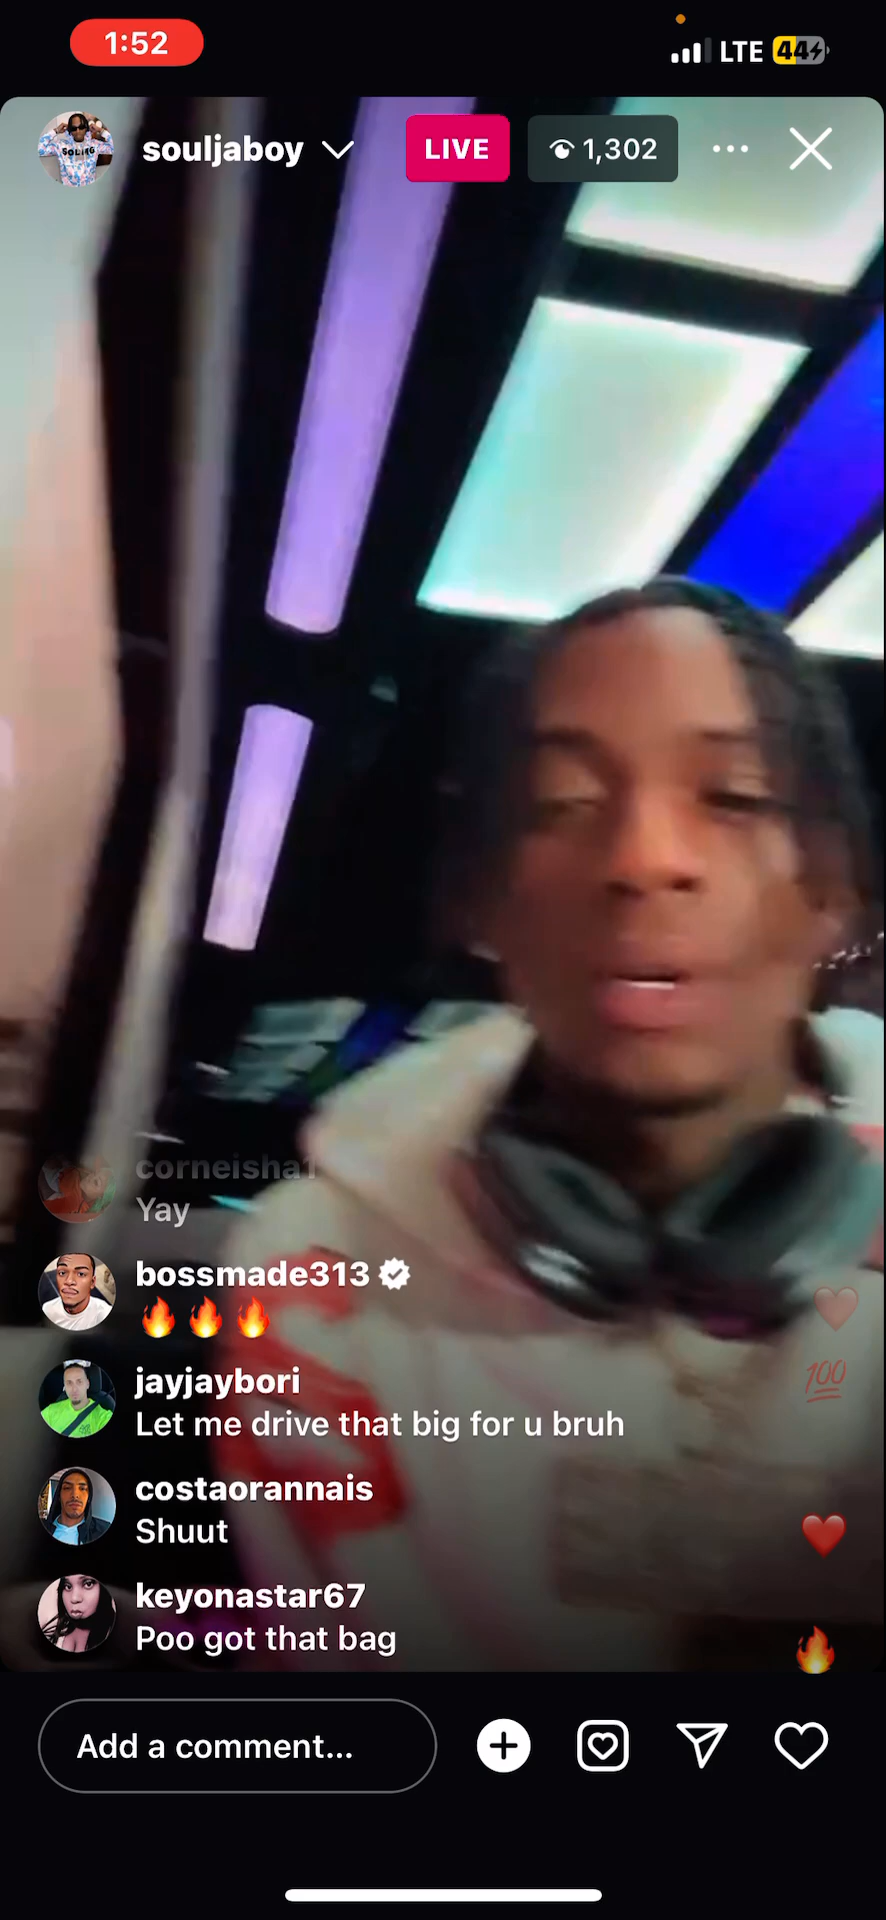 1:52
LTE 44
souljaboy
LIVE
1,302
corneisha1
Yay
bossmade313
🔥🔥🔥
jayjaybori
Let me drive that big for u bruh
💯
costaorannais
Shuut
keyonastar67
Poo got that bag
Add a comment...